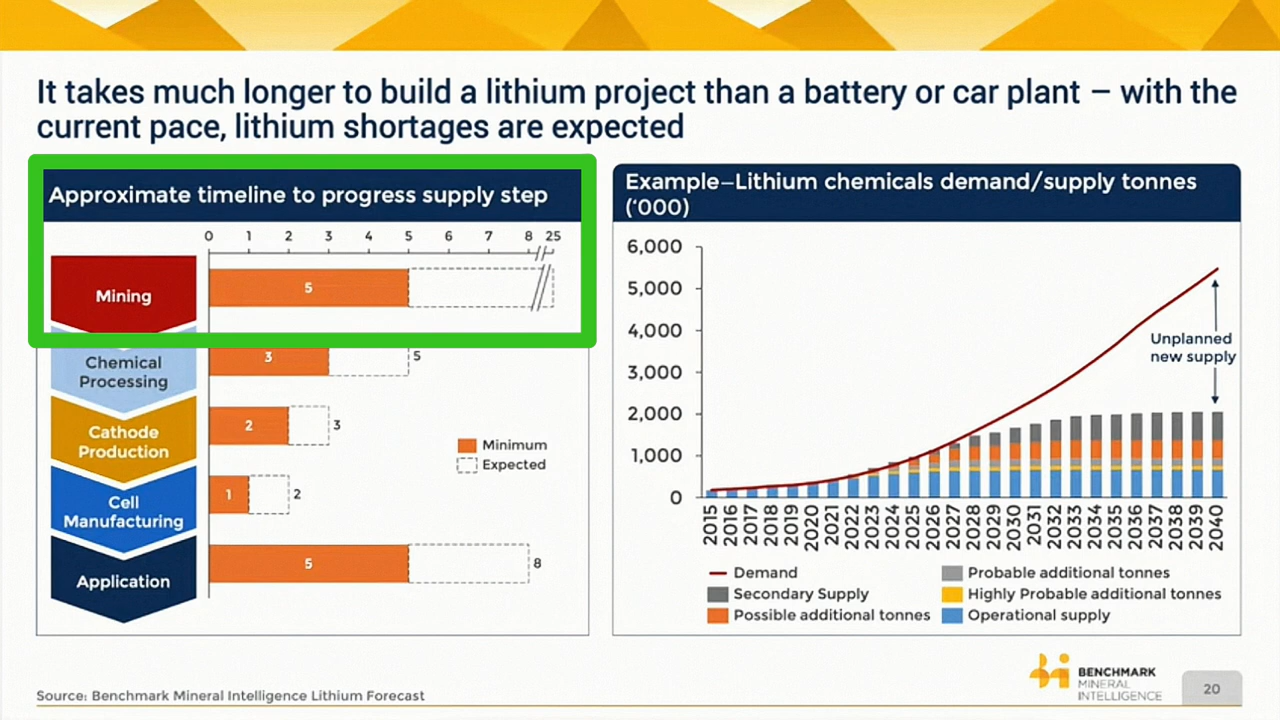 It takes much longer to build a lithium project than a battery or car plant – with the
current pace, lithium shortages are expected
Approximate timeline to progress supply step
0 1 2 3 4 5 6 7 8 25
Mining
5
Chemical
Processing
3
5
Cathode
Production
2
3
Cell
Manufacturing
1
2
Application
5
8
Minimum
Expected
Example–Lithium chemicals demand/supply tonnes
('000)
6,000
5,000
4,000
3,000
2,000
1,000
0
Unplanned
new supply
2015 2016 2017 2018 2019 2020 2021 2022 2023 2024 2025 2026 2027 2028 2029 2030 2031 2032 2033 2034 2035 2036 2037 2038 2039 2040
Demand
Probable additional tonnes
Secondary Supply
Highly Probable additional tonnes
Possible additional tonnes
Operational supply
Source: Benchmark Mineral Intelligence Lithium Forecast
BENCHMARK
MINERAL
INTELLIGENCE
20